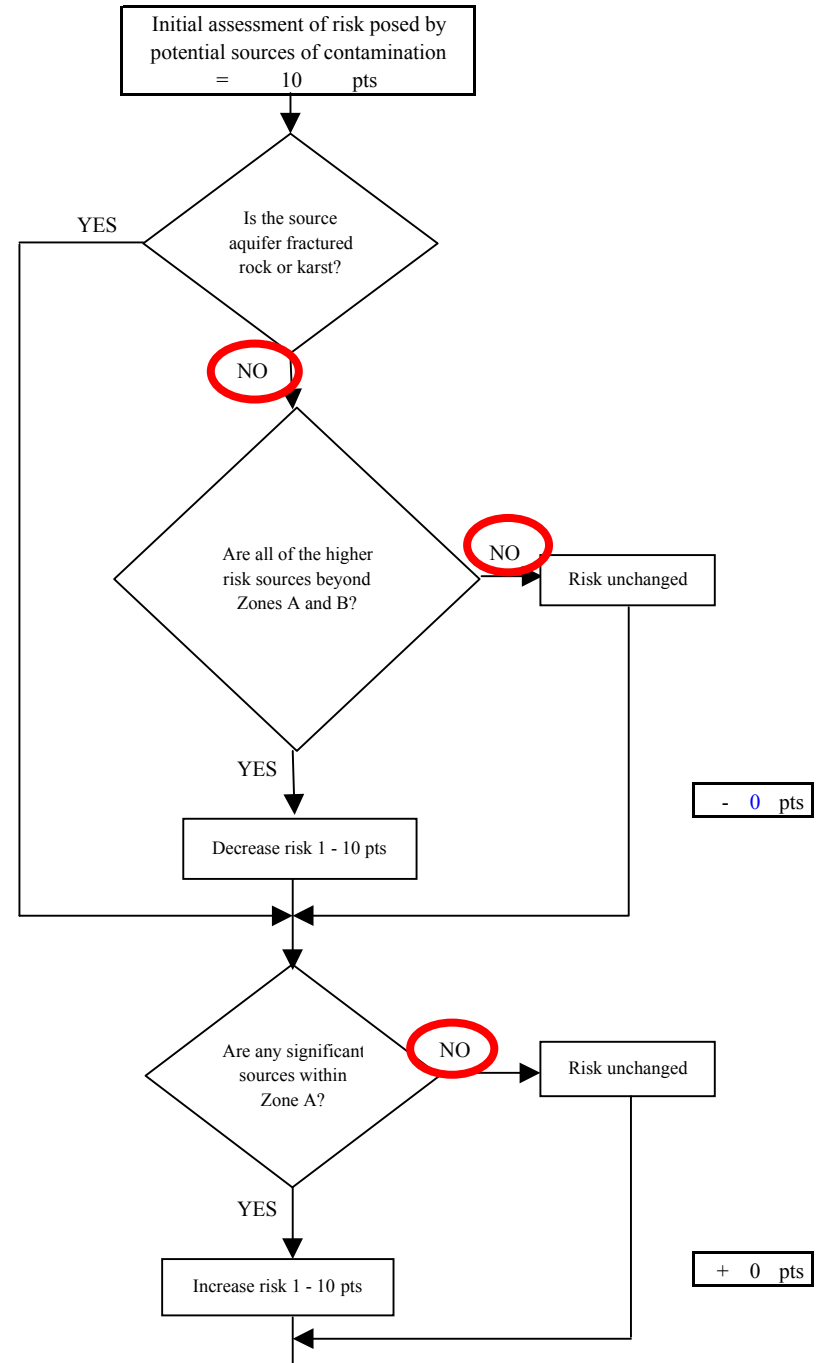 Initial assessment of risk posed by
potential sources of contamination
= 10 pts
YES
Is the source
aquifer fractured
rock or karst?
NO
Are all of the higher
risk sources beyond
Zones A and B?
NO
Risk unchanged
YES
- 0 pts
Decrease risk 1 - 10 pts
Are any significant
sources within
Zone A?
NO
Risk unchanged
YES
+ 0 pts
Increase risk 1 - 10 pts